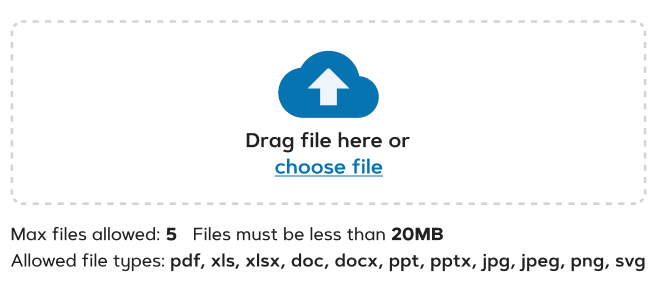 Drag file here or
choose file
Max files allowed: 5 Files must be less than 20MB
Allowed file types: pdf, xls, xlsx, doc, docx, ppt, pptx, jpg, jpeg, png, svg